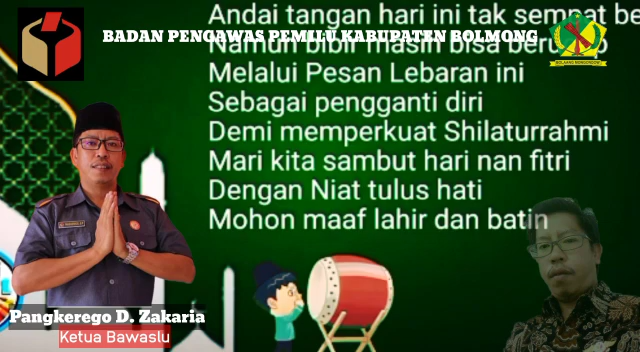 Andai tangan hari ini tak sempat be
BADAN PENGAWAS PEMILU KABUPATEN BOLMONG
Namun bibir masih bisa
Melalui Pesan Lebaran ini
Sebagai pengganti diri
Demi memperkuat Shilaturrahmi
Mari kita sambut hari nan fitri
Dengan Niat tulus hati
Mohon maaf lahir dan batin
Pangkerego D. Zakaria
Ketua Bawaslu